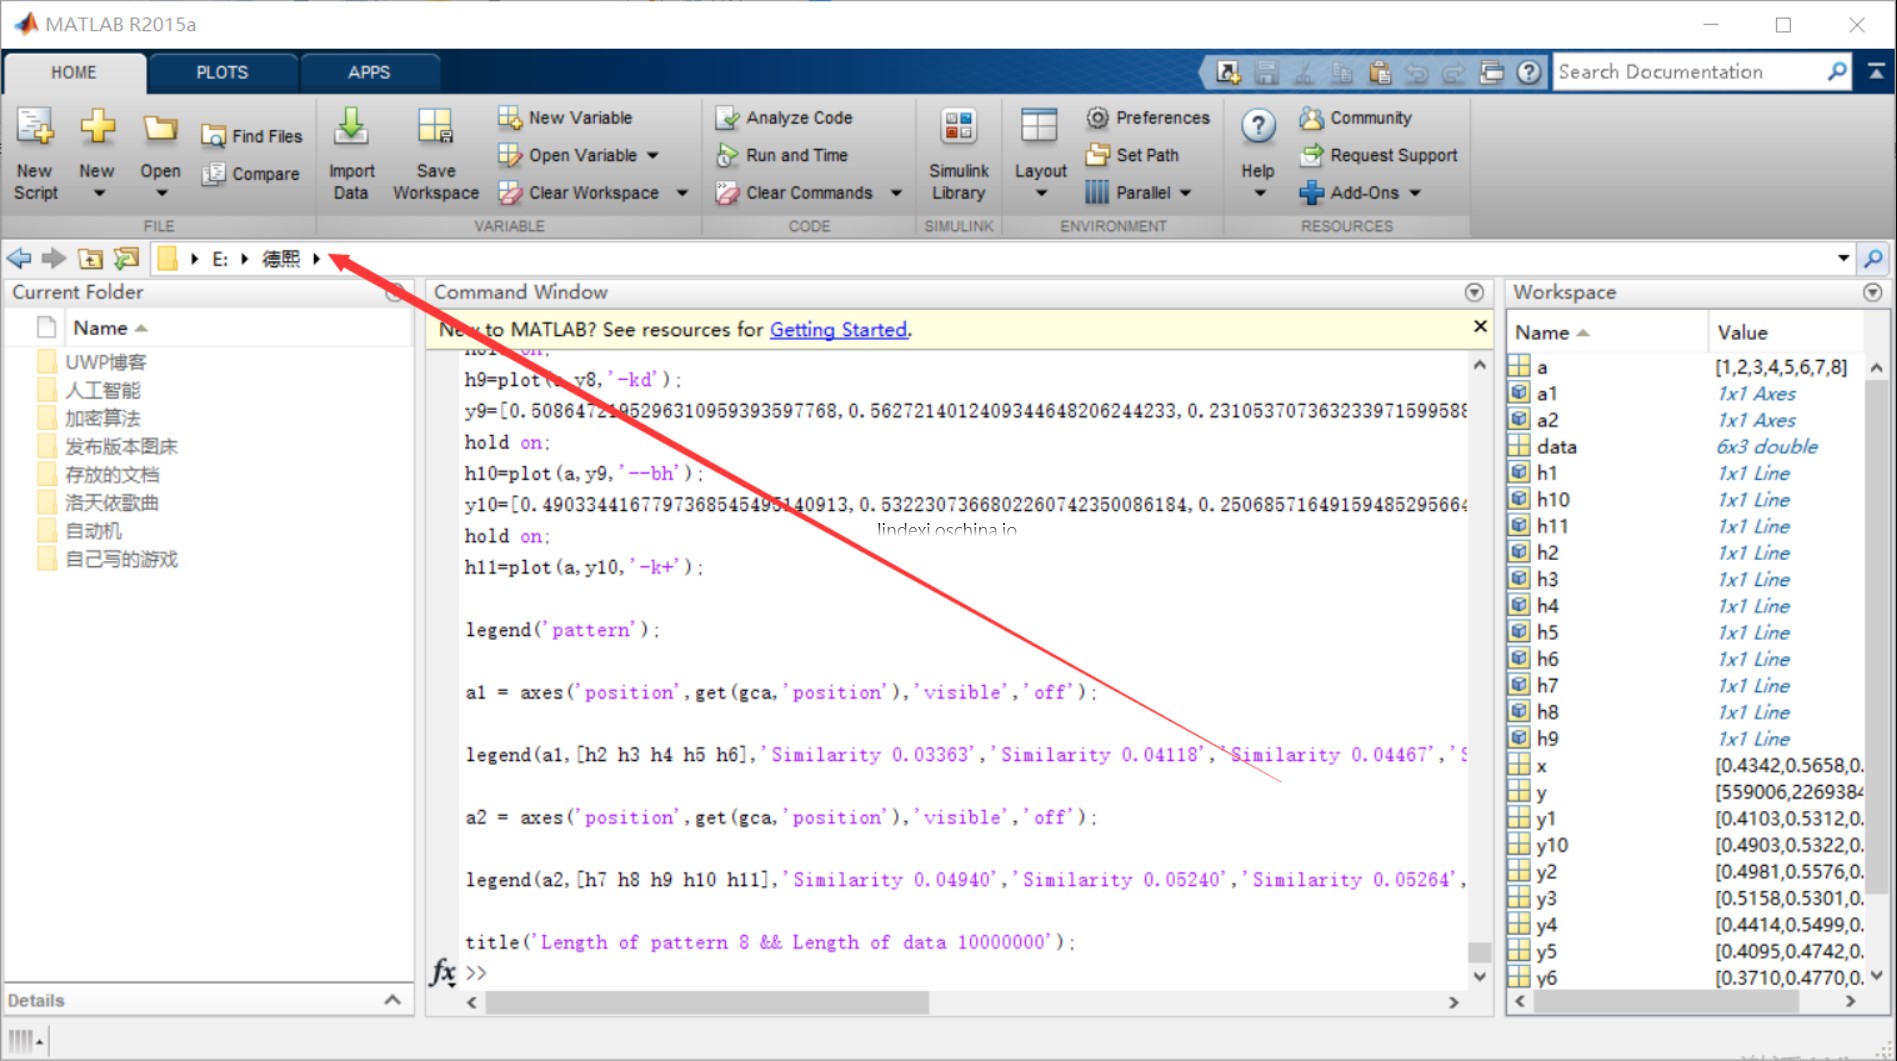 MATLAB R2015a
HOME PLOTS APPS
Search Documentation
New Script
New
Open
Find Files
Compare
FILE
Import Data
Save Workspace
New Variable
Open Variable
Clear Workspace
VARIABLE
Analyze Code
Run and Time
Clear Commands
CODE
Simulink Library
SIMULINK
Layout
Preferences
Set Path
Parallel
ENVIRONMENT
Help
Community
Request Support
Add-Ons
RESOURCES
E: 德熙
Current Folder
Name
UWP博客
人工智能
加密算法
发布版本图床
存放的文档
洛天依歌曲
自动机
自己写的游戏
Details
Command Window
New to MATLAB? See resources for Getting Started.
hold on;
h9=plot(a,y8,'-kd');
y9=[0.50864721952963109593935977768,0.5627214012409344648206244233,0.231053707363233971599588
hold on;
h10=plot(a,y9,'--bh');
y10=[0.4903344167797368545495140913,0.5322307366802260742350086184,0.25068571649159485295664
lindexi.oschina.io
hold on;
h11=plot(a,y10,'-k+');
legend('pattern');
a1 = axes('position',get(gca,'position'),'visible','off');
legend(a1,[h2 h3 h4 h5 h6],'Similarity 0.03363','Similarity 0.04118','Similarity 0.04467','S
a2 = axes('position',get(gca,'position'),'visible','off');
legend(a2,[h7 h8 h9 h10 h11],'Similarity 0.04940','Similarity 0.05240','Similarity 0.05264',
title('Length of pattern 8 && Length of data 10000000');
fx >>
Workspace
Name Value
a [1,2,3,4,5,6,7,8]
a1 1x1 Axes
a2 1x1 Axes
data 6x3 double
h1 1x1 Line
h10 1x1 Line
h11 1x1 Line
h2 1x1 Line
h3 1x1 Line
h4 1x1 Line
h5 1x1 Line
h6 1x1 Line
h7 1x1 Line
h8 1x1 Line
h9 1x1 Line
x [0.4342,0.5658,0.
y [559006,2269384
y1 [0.4103,0.5312,0.
y10 [0.4903,0.5322,0.
y2 [0.4981,0.5576,0.
y3 [0.5158,0.5301,0.
y4 [0.4414,0.5499,0.
y5 [0.4095,0.4742,0.
y6 [0.3710,0.4770,0.